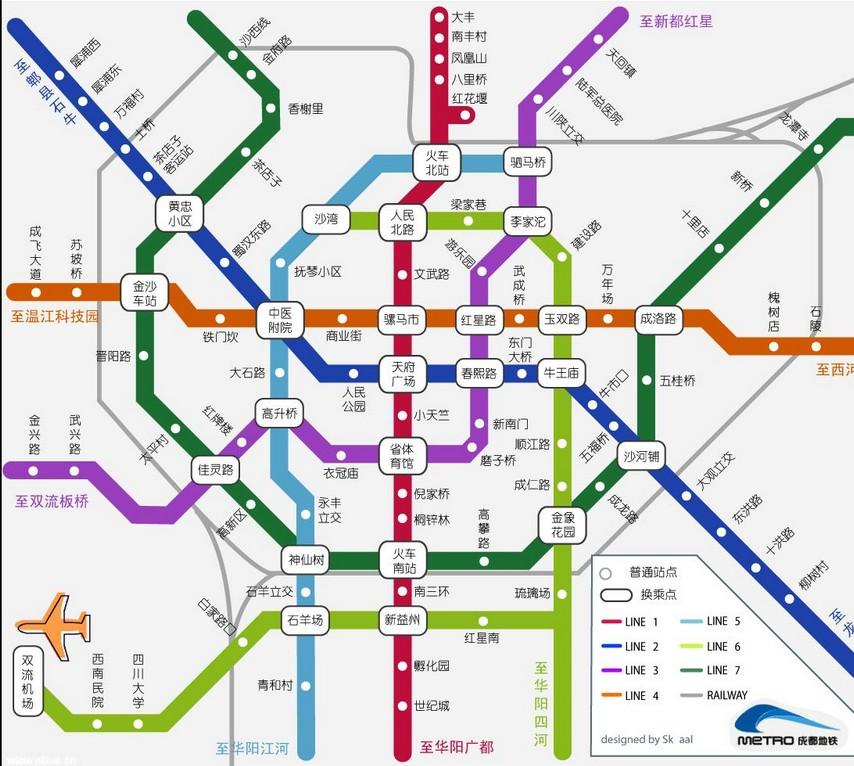 大丰
南丰村
凤凰山
八里桥
红花堰
至新都红星
天回镇
陆军总医院
川陕立交
沙西线
金府路
香榭里
茶店子
犀浦西
犀浦东
万福村
土桥
茶店子
客运站
至郫县石牛
黄忠
小区
蜀汉东路
火车
北站
驷马桥
沙湾
人民
北路
梁家巷
李家沱
建设路
游乐园
龙潭寺
新桥
十里店
成飞大道
苏坡桥
金沙
车站
至温江科技园
铁门坎
抚琴小区
文武路
武成桥
万年场
中医
附院
商业街
骡马市
红星路
玉双路
成洛路
槐树店
石陵
至西河
晋阳路
大石路
人民
公园
天府
广场
春熙路
东门
大桥
牛王庙
牛市口
五桂桥
高升桥
小天竺
新南门
顺江路
五福桥
沙河铺
金兴路
武兴路
太平村
红牌楼
佳灵路
衣冠庙
省体
育馆
磨子桥
成仁路
大观立交
至双流板桥
高新区
永丰
立交
倪家桥
桐锌林
高攀路
金象
花园
成龙路
东洪路
十洪路
柳树村
至龙
神仙树
火车
南站
石羊立交
南三环
琉璃场
白家路口
石羊场
新益州
红星南
双流机场
西南民院
四川大学
青和村
孵化园
世纪城
至华阳江河
至华阳广都
至华阳四河
普通站点
换乘点
LINE 1
LINE 2
LINE 3
LINE 4
LINE 5
LINE 6
LINE 7
RAILWAY
designed by Sk aal
METRO 成都地铁